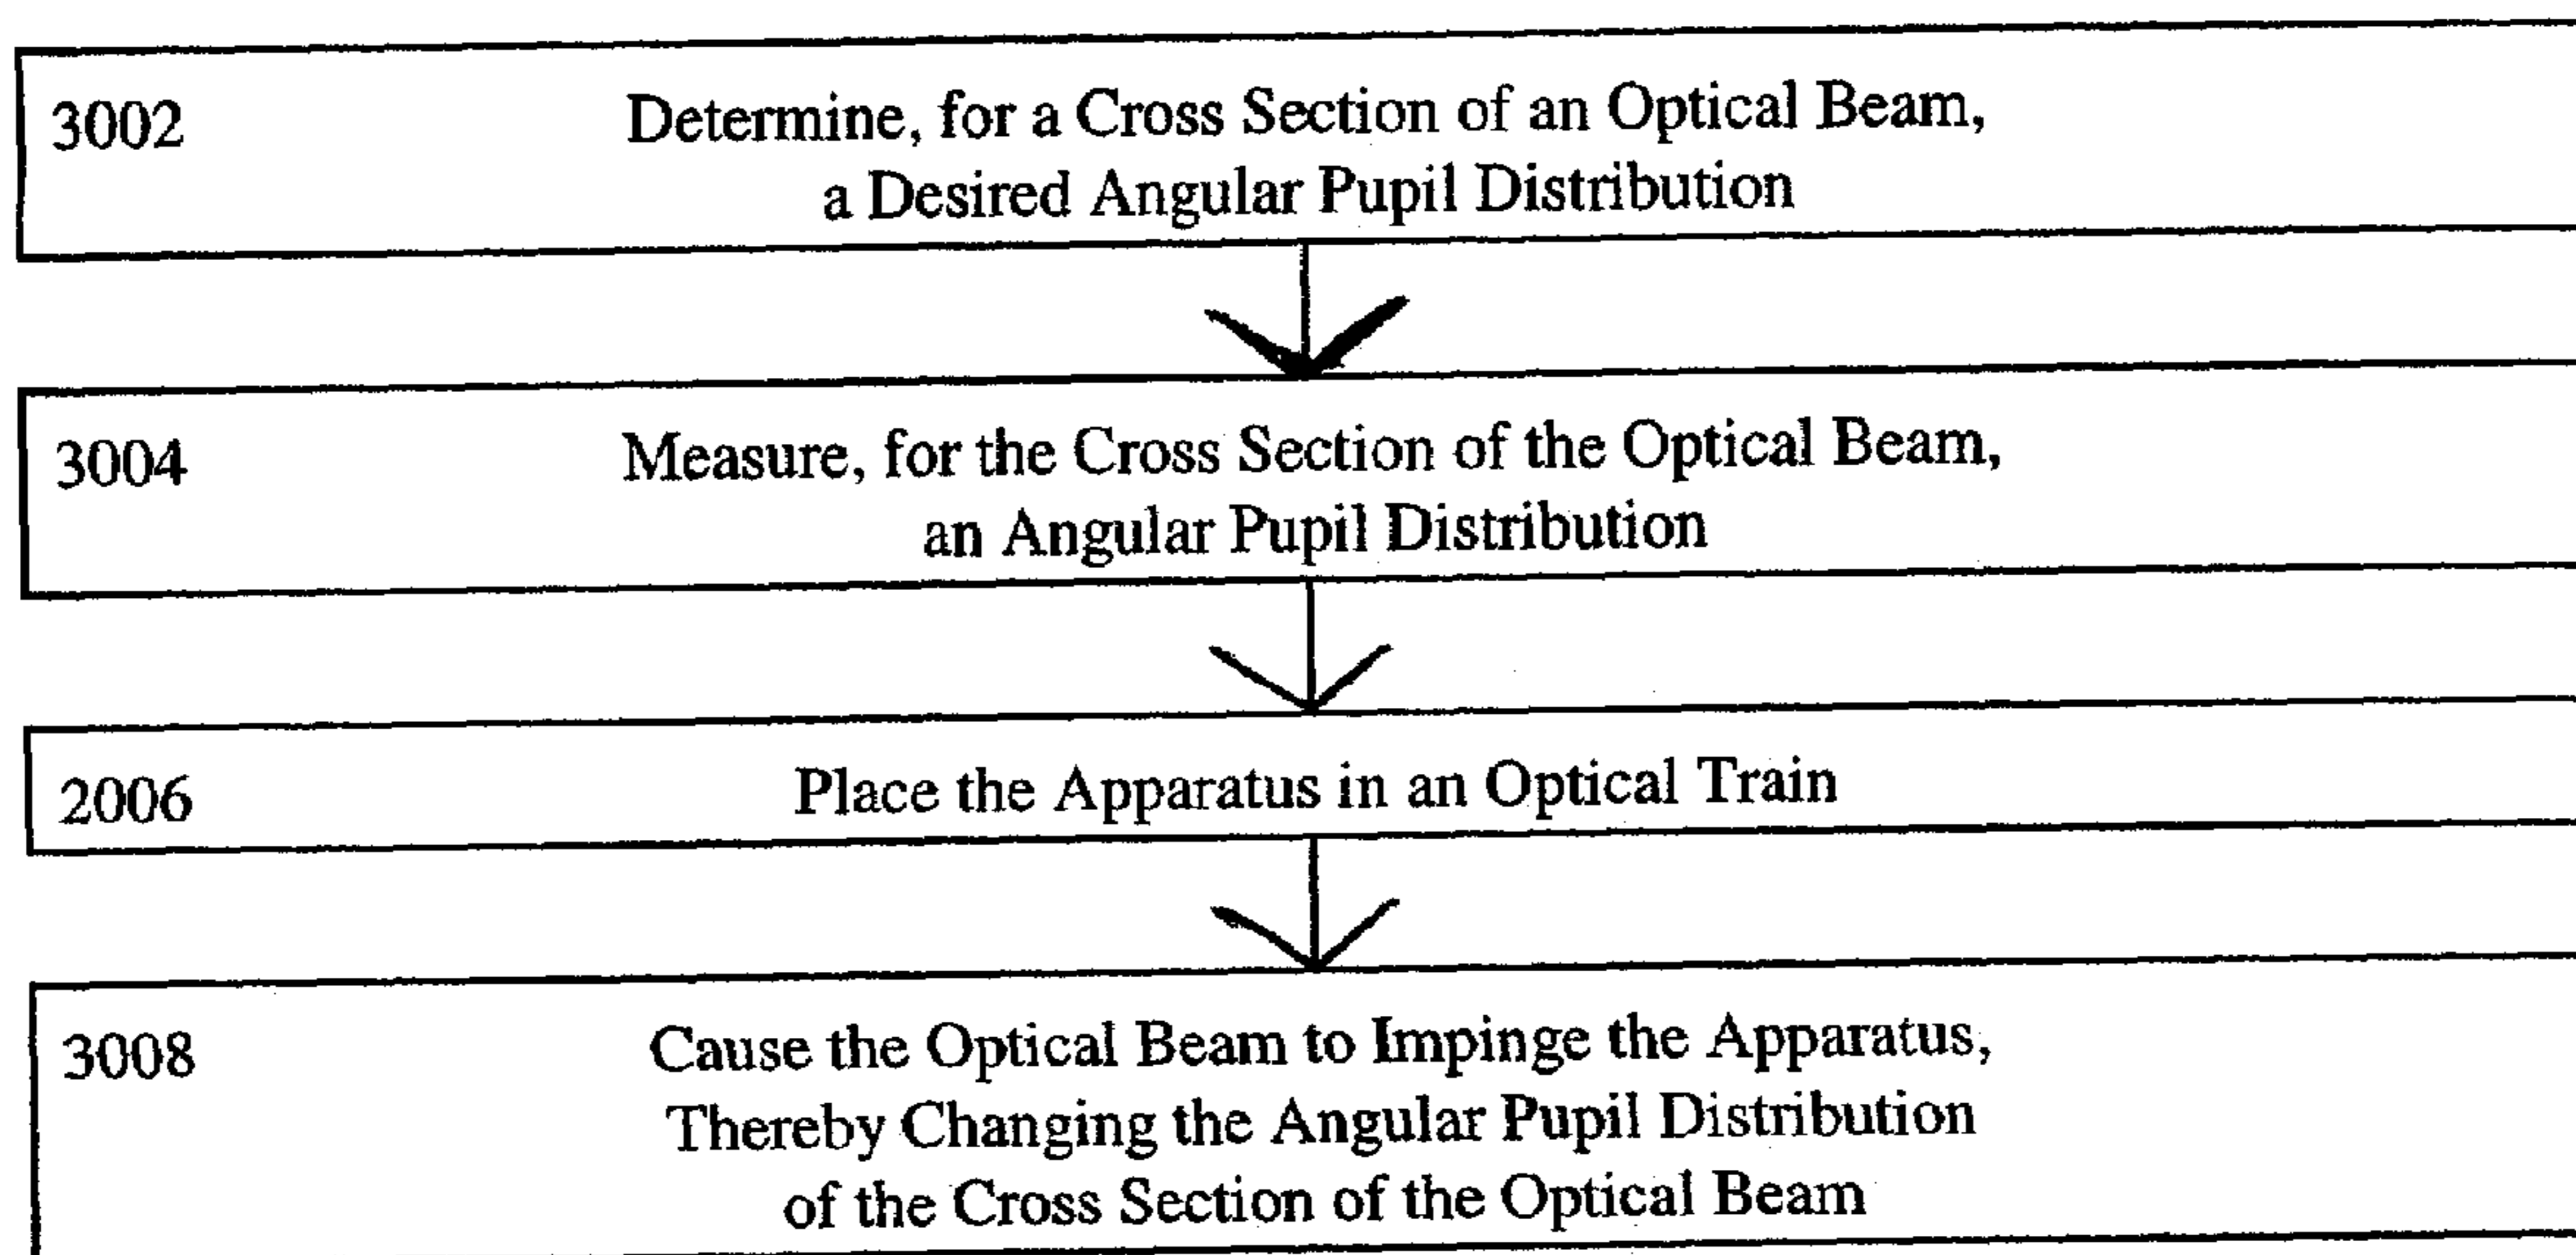 3002 Determine, for a Cross Section of an Optical Beam,
a Desired Angular Pupil Distribution
3004 Measure, for the Cross Section of the Optical Beam,
an Angular Pupil Distribution
2006 Place the Apparatus in an Optical Train
3008 Cause the Optical Beam to Impinge the Apparatus,
Thereby Changing the Angular Pupil Distribution
of the Cross Section of the Optical Beam